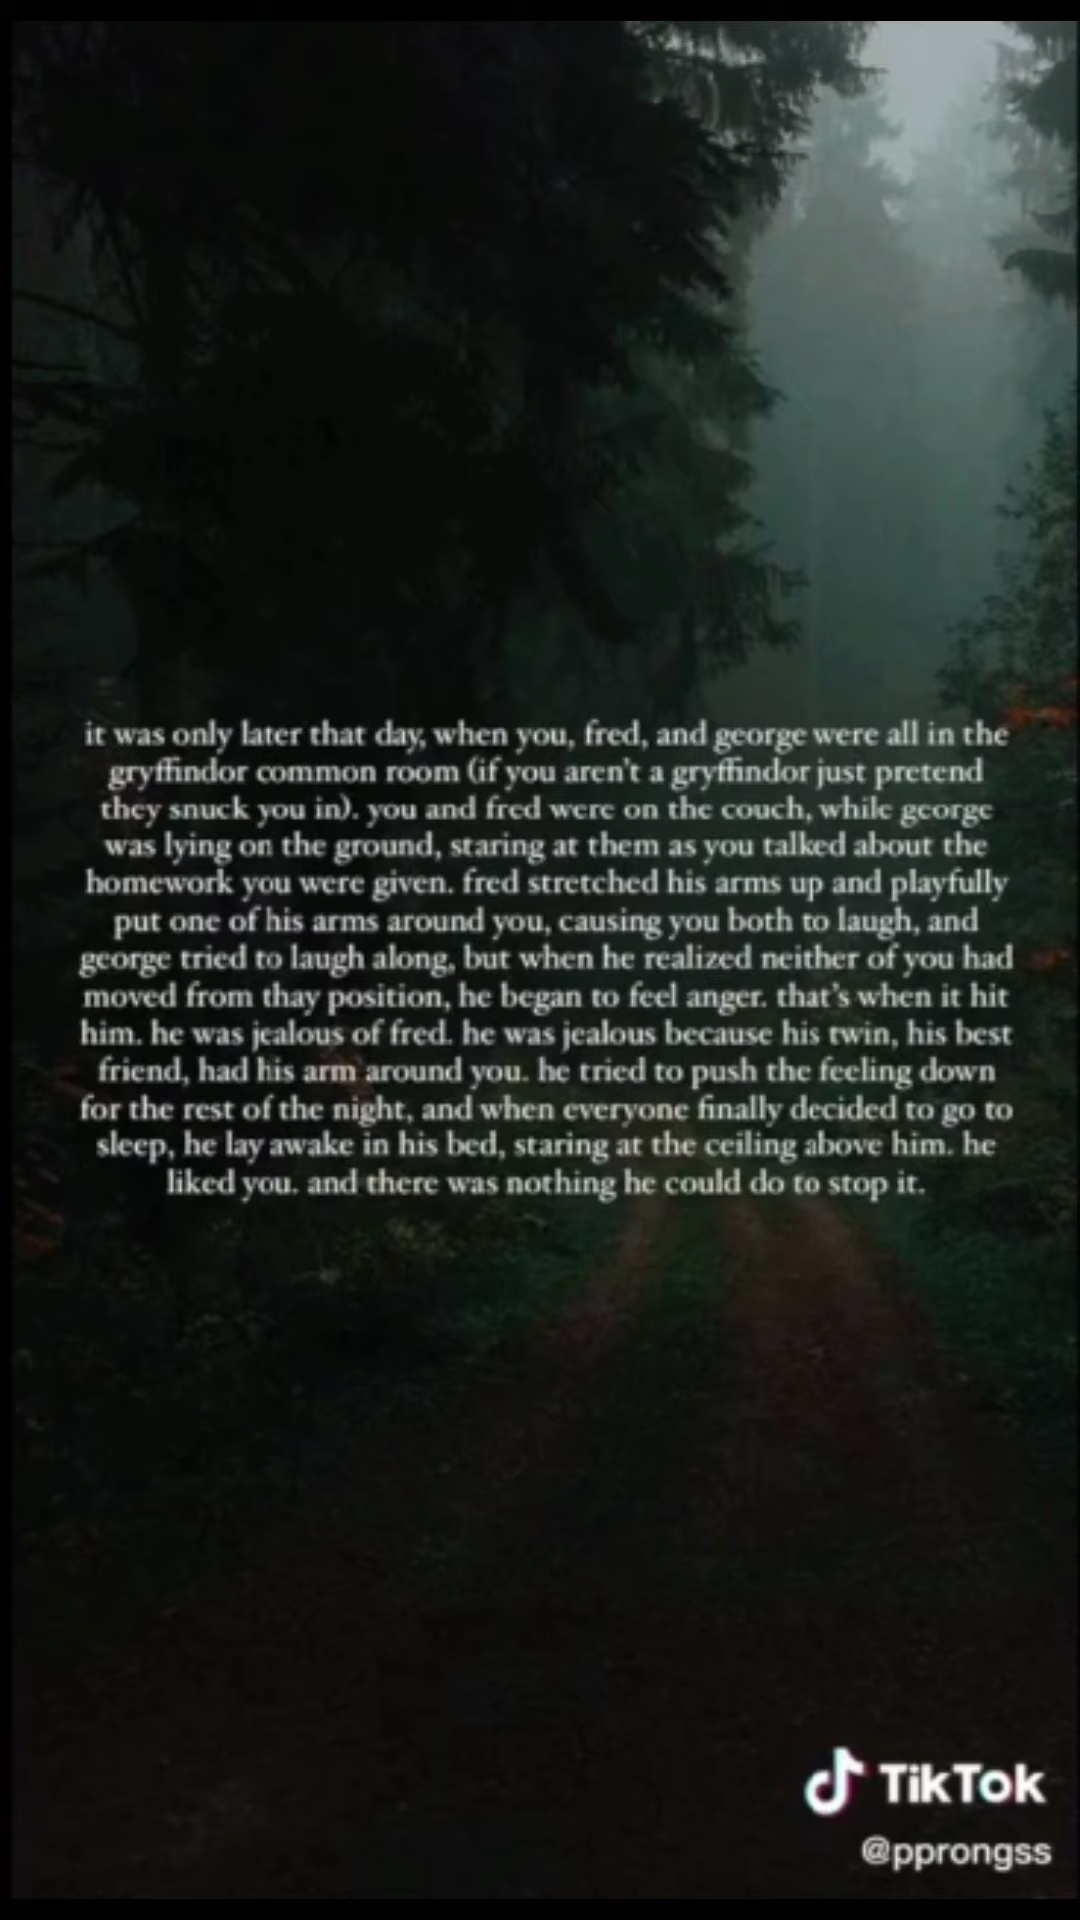 it was only later that day, when you, fred, and george were all in the
gryffindor common room (if you aren't a gryffindor just pretend
they snuck you in). you and fred were on the couch, while george
was lying on the ground, staring at them as you talked about the
homework you were given. fred stretched his arms up and playfully
put one of his arms around you, causing you both to laugh, and
george tried to laugh along, but when he realized neither of you had
moved from thay position, he began to feel anger. that's when it hit
him. he was jealous of fred. he was jealous because his twin, his best
friend, had his arm around you. he tried to push the feeling down
for the rest of the night, and when everyone finally decided to go to
sleep, he lay awake in his bed, staring at the ceiling above him. he
liked you. and there was nothing he could do to stop it.
TikTok
@pprongss